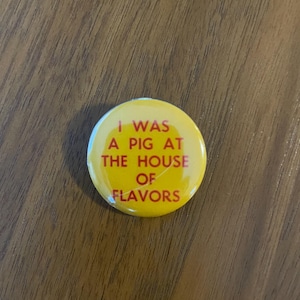 I WAS
A PIG AT
THE HOUSE
OF
FLAVORS